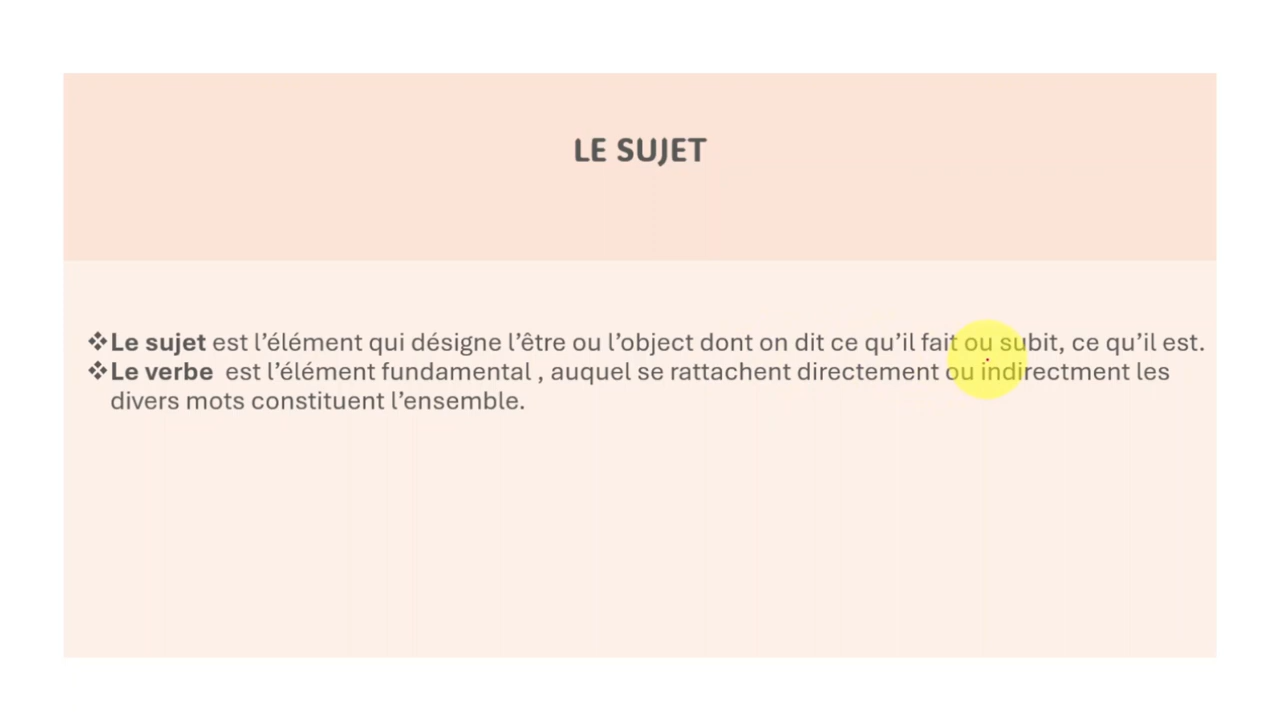 LE SUJET
❖Le sujet est l’élément qui désigne l’être ou l’object dont on dit ce qu’il fait ou subit, ce qu’il est.
❖Le verbe est l’élément fundamental , auquel se rattachent directement ou indirectment les
divers mots constituent l’ensemble.